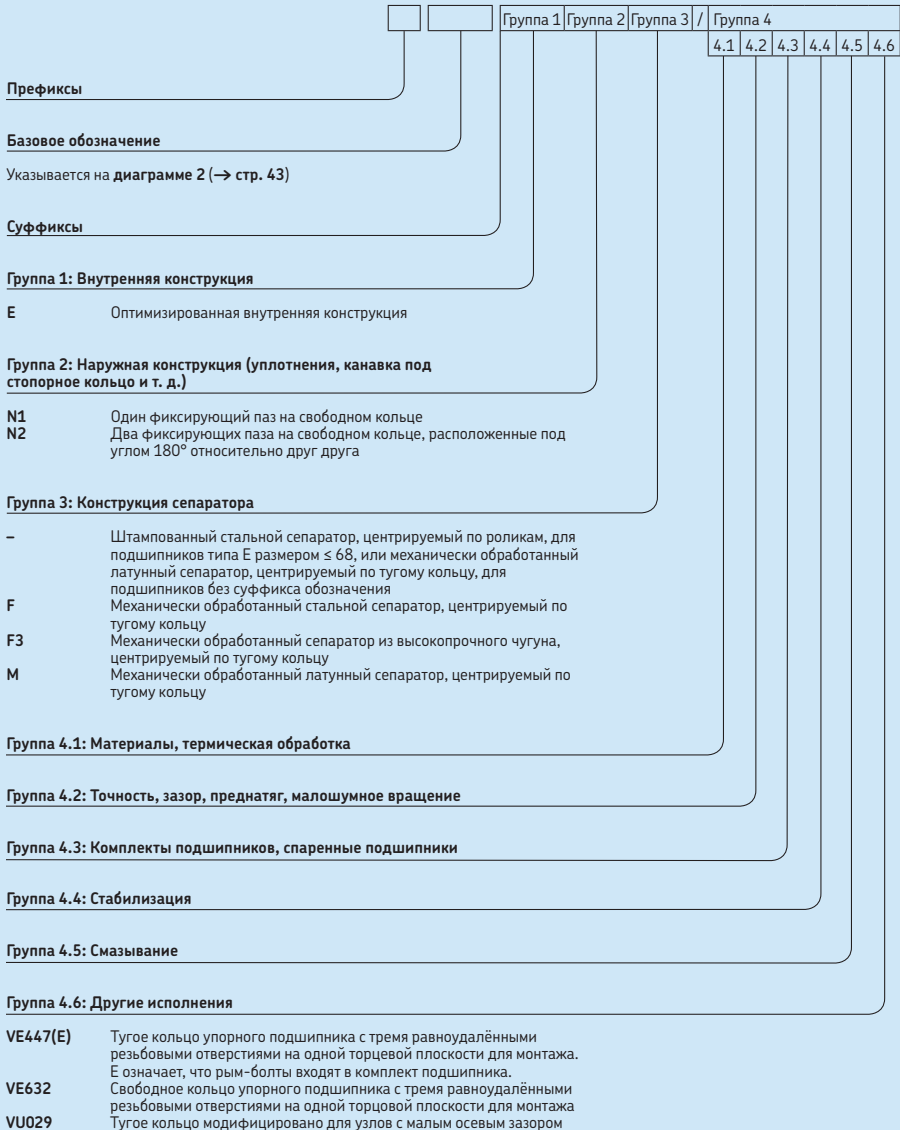 Группа 1 Группа 2 Группа 3 / Группа 4
4.1 4.2 4.3 4.4 4.5 4.6
Префиксы
Базовое обозначение
Указывается на диаграмме 2 (→ стр. 43)
Суффиксы
Группа 1: Внутренняя конструкция
E Оптимизированная внутренняя конструкция
Группа 2: Наружная конструкция (уплотнения, канавка под
стопорное кольцо и т. д.)
N1 Один фиксирующий паз на свободном кольце
N2 Два фиксирующих паза на свободном кольце, расположенные под
углом 180° относительно друг друга
Группа 3: Конструкция сепаратора
– Штампованный стальной сепаратор, центрируемый по роликам, для
подшипников типа E размером ≤ 68, или механически обработанный
латунный сепаратор, центрируемый по тугому кольцу, для
подшипников без суффикса обозначения
F Механически обработанный стальной сепаратор, центрируемый по
тугому кольцу
F3 Механически обработанный сепаратор из высокопрочного чугуна,
центрируемый по тугому кольцу
M Механически обработанный латунный сепаратор, центрируемый по
тугому кольцу
Группа 4.1: Материалы, термическая обработка
Группа 4.2: Точность, зазор, преднатяг, малошумное вращение
Группа 4.3: Комплекты подшипников, спаренные подшипники
Группа 4.4: Стабилизация
Группа 4.5: Смазывание
Группа 4.6: Другие исполнения
VE447(E) Тугое кольцо упорного подшипника с тремя равноудалёнными
резьбовыми отверстиями на одной торцевой плоскости для монтажа.
E означает, что рым-болты входят в комплект подшипника.
VE632 Свободное кольцо упорного подшипника с тремя равноудалёнными
резьбовыми отверстиями на одной торцовой плоскости для монтажа
VU029 Тугое кольцо модифицировано для узлов с малым осевым зазором